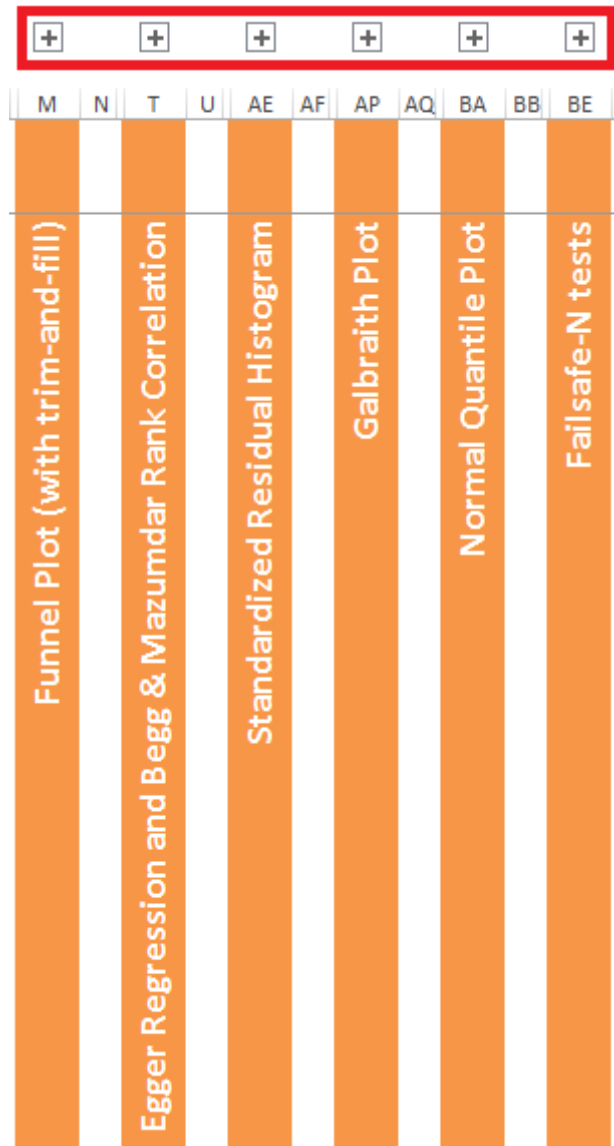 + + + + + +
M N T U AE AF AP AQ BA BB BE
Funnel Plot (with trim-and-fill)
Egger Regression and Begg & Mazumdar Rank Correlation
Standardized Residual Histogram
Galbraith Plot
Normal Quantile Plot
Failsafe-N tests